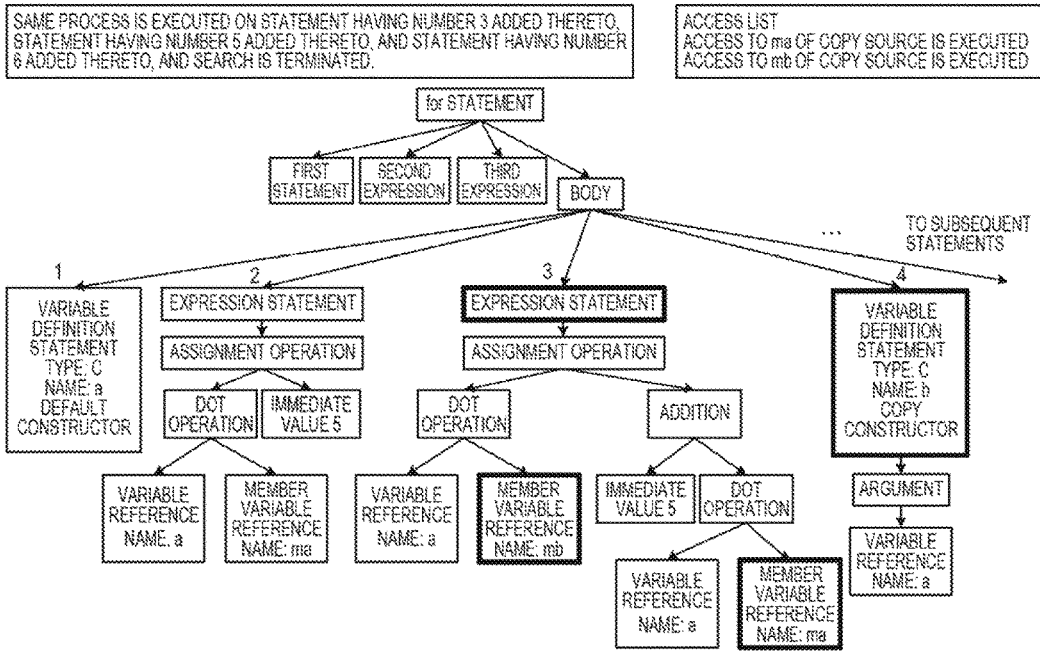 SAME PROCESS IS EXECUTED ON STATEMENT HAVING NUMBER 3 ADDED THERETO,
STATEMENT HAVING NUMBER 5 ADDED THERETO, AND STATEMENT HAVING NUMBER
6 ADDED THERETO, AND SEARCH IS TERMINATED.
ACCESS LIST
ACCESS TO ma OF COPY SOURCE IS EXECUTED
ACCESS TO mb OF COPY SOURCE IS EXECUTED
for STATEMENT
FIRST
STATEMENT
SECOND
EXPRESSION
THIRD
EXPRESSION
BODY
...
TO SUBSEQUENT
STATEMENTS
1
VARIABLE
DEFINITION
STATEMENT
TYPE: C
NAME: a
DEFAULT
CONSTRUCTOR
2
EXPRESSION STATEMENT
ASSIGNMENT OPERATION
DOT
OPERATION
IMMEDIATE
VALUE 5
VARIABLE
REFERENCE
NAME: a
MEMBER
VARIABLE
REFERENCE
NAME: ma
3
EXPRESSION STATEMENT
ASSIGNMENT OPERATION
DOT
OPERATION
ADDITION
VARIABLE
REFERENCE
NAME: a
MEMBER
VARIABLE
REFERENCE
NAME: mb
IMMEDIATE
VALUE 5
DOT
OPERATION
VARIABLE
REFERENCE
NAME: a
MEMBER
VARIABLE
REFERENCE
NAME: ma
4
VARIABLE
DEFINITION
STATEMENT
TYPE: C
NAME: b
COPY
CONSTRUCTOR
ARGUMENT
VARIABLE
REFERENCE
NAME: a